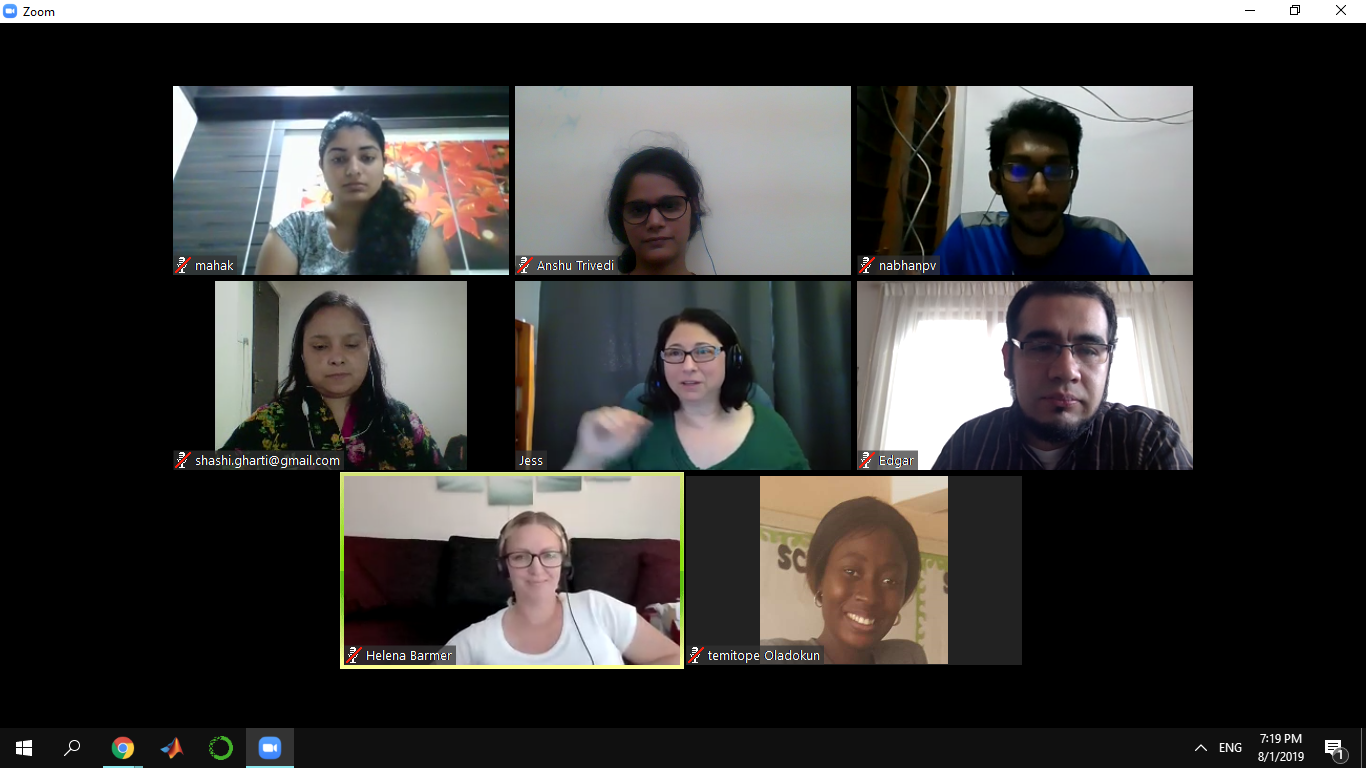 Zoom
mahak
Anshu Trivedi
nabhanpv
shashi.gharti@gmail.com
Jess
Edgar
SC
Helena Barmer
temitope Oladokun
ENG
7:19 PM
8/1/2019
1